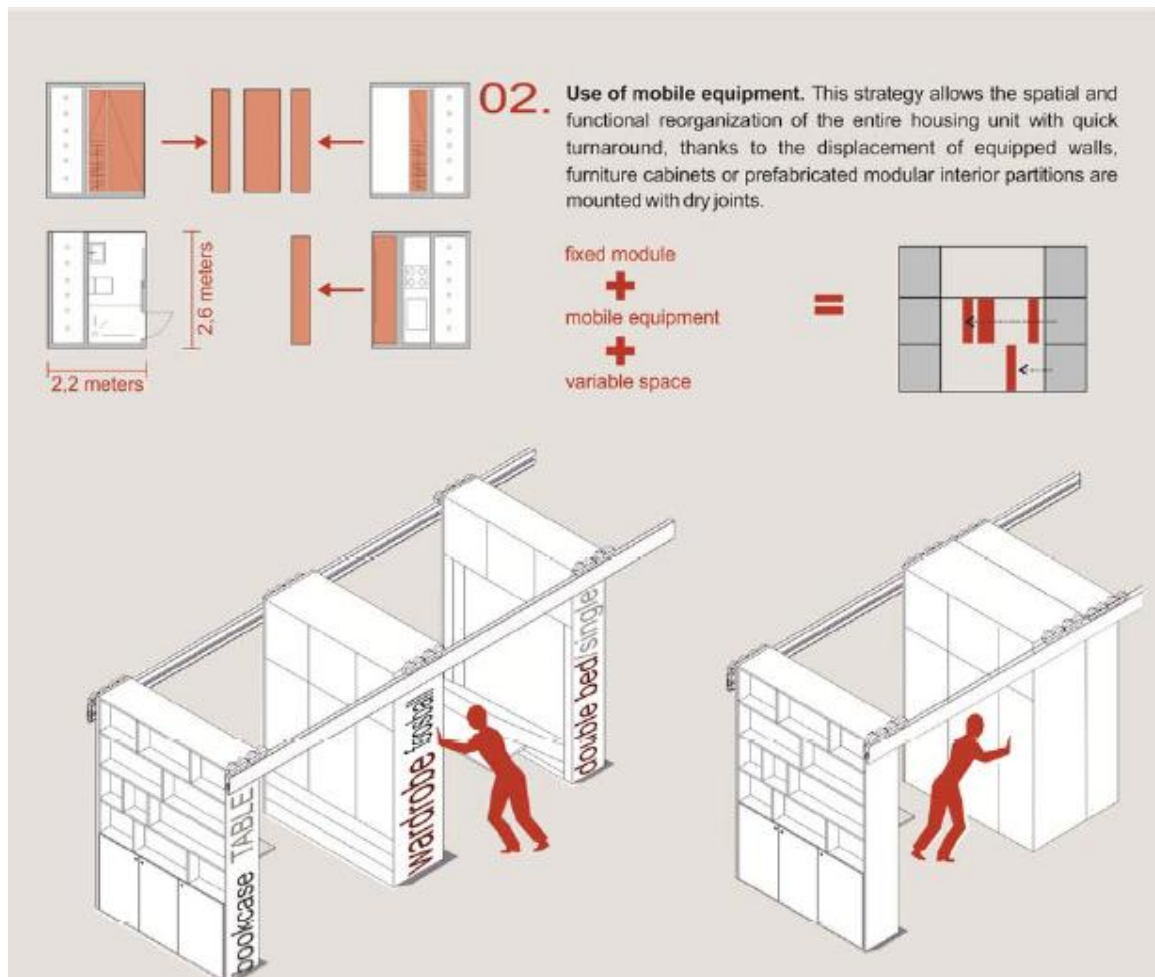 02.
Use of mobile equipment. This strategy allows the spatial and
functional reorganization of the entire housing unit with quick
turnaround, thanks to the displacement of equipped walls,
furniture cabinets or prefabricated modular interior partitions are
mounted with dry joints.
2,6 meters
2,2 meters
fixed module
+
mobile equipment
+
variable space
=
bookcase TABLE
wardrobe
double bed/single